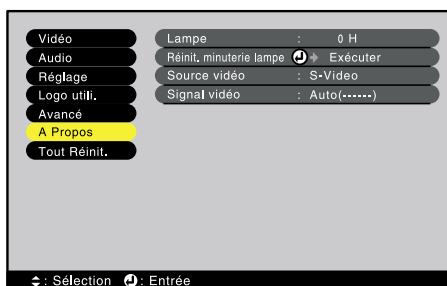 Vidéo
Audio
Réglage
Logo utili.
Avancé
A Propos
Tout Réinit.
Lampe : 0 H
Réinit. minuterie lampe Exécuter
Source vidéo : S-Video
Signal vidéo : Auto(------)
: Sélection : Entrée